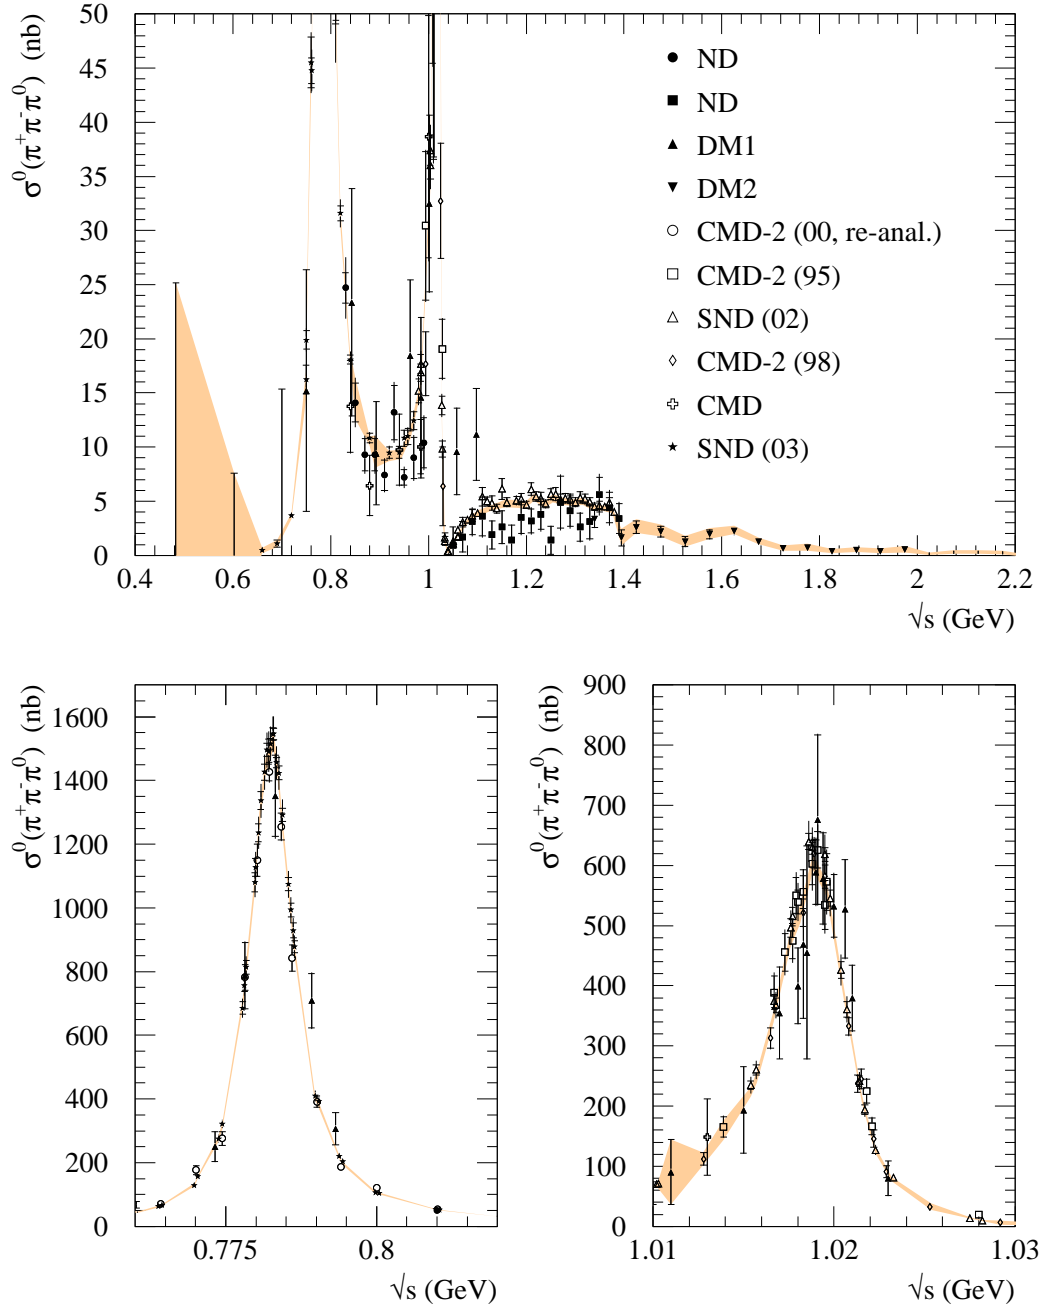 σ⁰(π⁺π⁻π⁰) (nb)
50
45
40
35
30
25
20
15
10
5
0
ND
ND
DM1
DM2
CMD-2 (00, re-anal.)
CMD-2 (95)
SND (02)
CMD-2 (98)
CMD
SND (03)
0.4 0.6 0.8 1 1.2 1.4 1.6 1.8 2 2.2
√s (GeV)
σ⁰(π⁺π⁻π⁰) (nb)
1600
1400
1200
1000
800
600
400
200
0
0.775 0.8
√s (GeV)
σ⁰(π⁺π⁻π⁰) (nb)
900
800
700
600
500
400
300
200
100
0
1.01 1.02 1.03
√s (GeV)